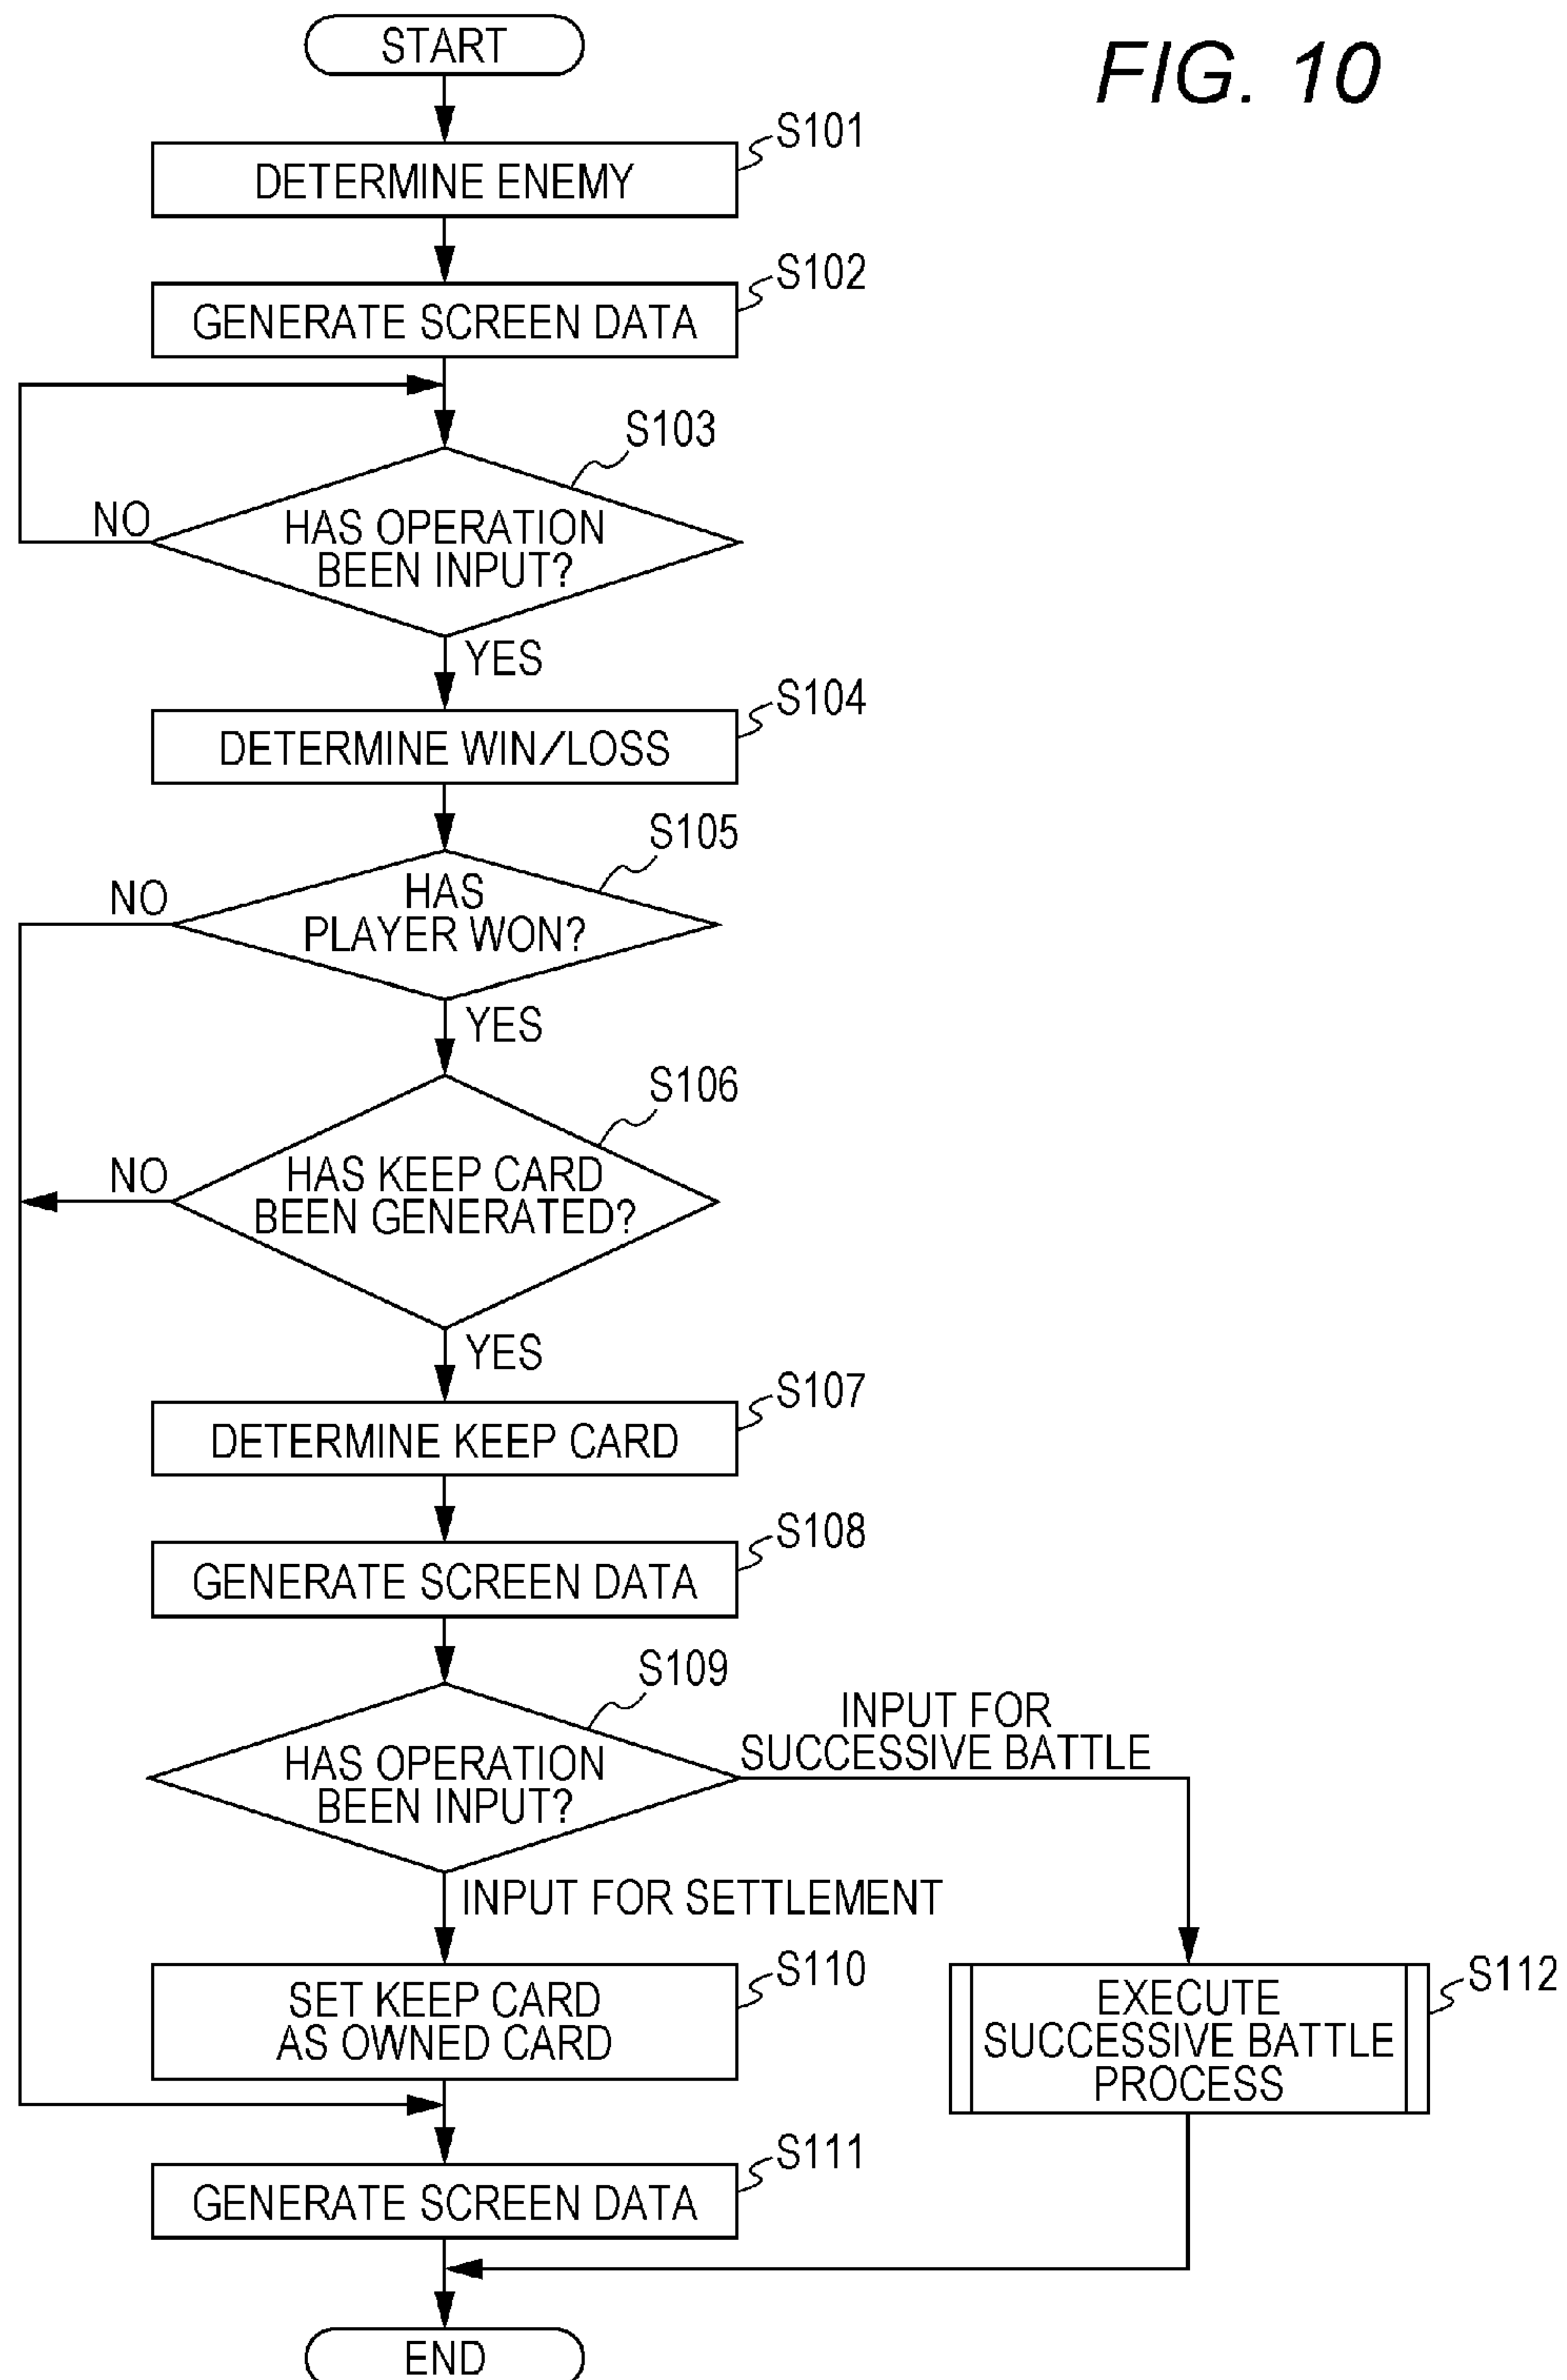 FIG. 10
START
S101
DETERMINE ENEMY
S102
GENERATE SCREEN DATA
S103
NO
HAS OPERATION
BEEN INPUT?
YES
S104
DETERMINE WIN/LOSS
S105
NO
HAS
PLAYER WON?
YES
S106
NO
HAS KEEP CARD
BEEN GENERATED?
YES
S107
DETERMINE KEEP CARD
S108
GENERATE SCREEN DATA
S109
INPUT FOR
SUCCESSIVE BATTLE
HAS OPERATION
BEEN INPUT?
INPUT FOR SETTLEMENT
S110
SET KEEP CARD
AS OWNED CARD
S112
EXECUTE
SUCCESSIVE BATTLE
PROCESS
S111
GENERATE SCREEN DATA
END